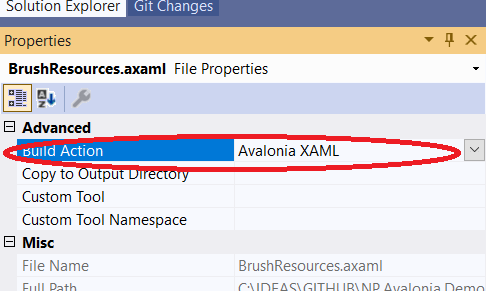 Solution Explorer Git Changes
Properties
BrushResources.axaml File Properties
Advanced
Build Action Avalonia XAML
Copy to Output Directory
Custom Tool
Custom Tool Namespace
Misc
File Name BrushResources.axaml
Full Path C:\IDEAS\GITHUB\NP.Avalonia.Demo